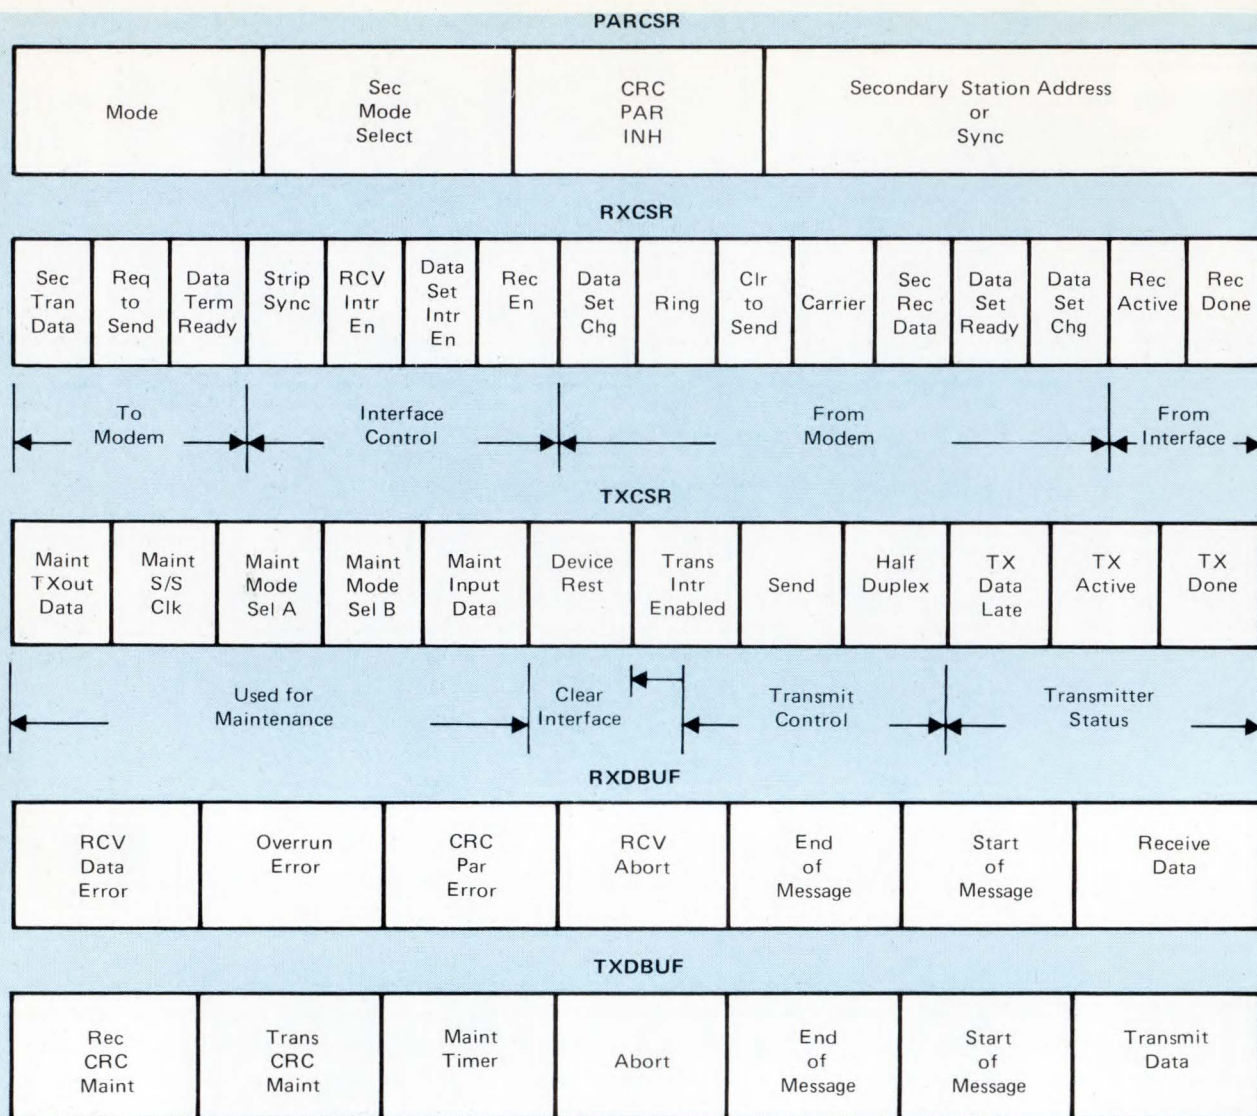 PARCSR
Mode
Sec
Mode
Select
CRC
PAR
INH
Secondary Station Address
or
Sync
RXCSR
Sec
Tran
Data
Req
to
Send
Data
Term
Ready
Strip
Sync
RCV
Intr
En
Data
Set
Intr
En
Rec
En
Data
Set
Chg
Ring
Clr
to
Send
Carrier
Sec
Rec
Data
Data
Set
Ready
Data
Set
Chg
Rec
Active
Rec
Done
To
Modem
Interface
Control
From
Modem
From
Interface
TXCSR
Maint
TXout
Data
Maint
S/S
Clk
Maint
Mode
Sel A
Maint
Mode
Sel B
Maint
Input
Data
Device
Rest
Trans
Intr
Enabled
Send
Half
Duplex
TX
Data
Late
TX
Active
TX
Done
Used for
Maintenance
Clear
Interface
Transmit
Control
Transmitter
Status
RXDBUF
RCV
Data
Error
Overrun
Error
CRC
Par
Error
RCV
Abort
End
of
Message
Start
of
Message
Receive
Data
TXDBUF
Rec
CRC
Maint
Trans
CRC
Maint
Maint
Timer
Abort
End
of
Message
Start
of
Message
Transmit
Data